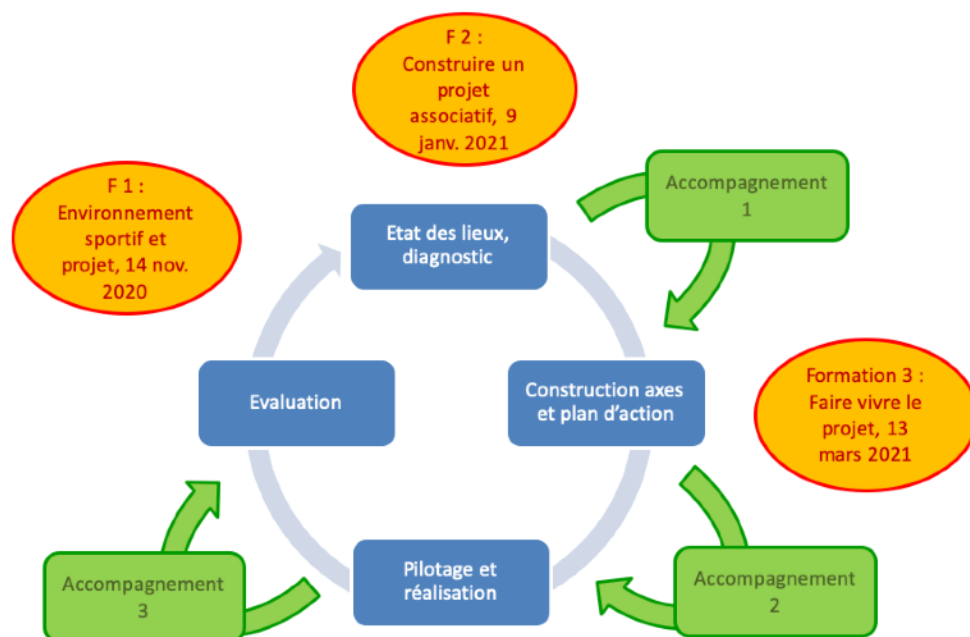 F 2 :
Construire un
projet
associatif, 9
janv. 2021
F 1 :
Environnement
sportif et
projet, 14 nov.
2020
Etat des lieux,
diagnostic
Accompagnement
1
Evaluation
Construction axes
et plan d'action
Formation 3 :
Faire vivre le
projet, 13
mars 2021
Pilotage et
réalisation
Accompagnement
3
Accompagnement
2